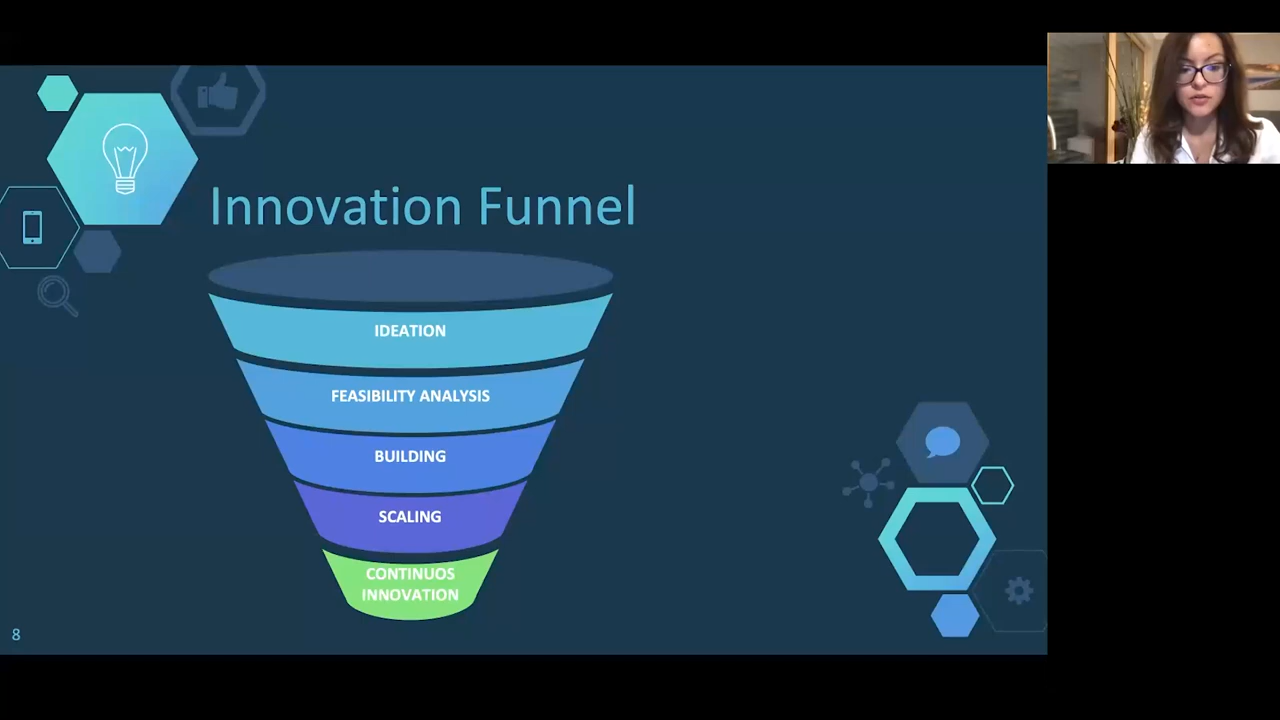 Innovation Funnel
IDEATION
FEASIBILITY ANALYSIS
BUILDING
SCALING
CONTINUOS
INNOVATION
8